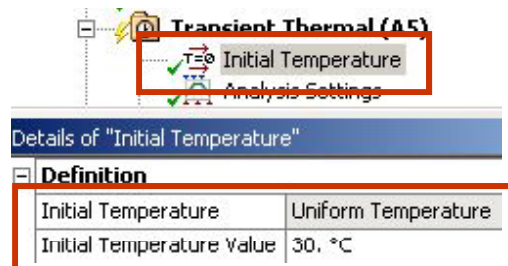 Transient Thermal (A5)
T=0 Initial Temperature
Analysis Settings
Details of "Initial Temperature"
Definition
Initial Temperature Uniform Temperature
Initial Temperature Value 30. °C